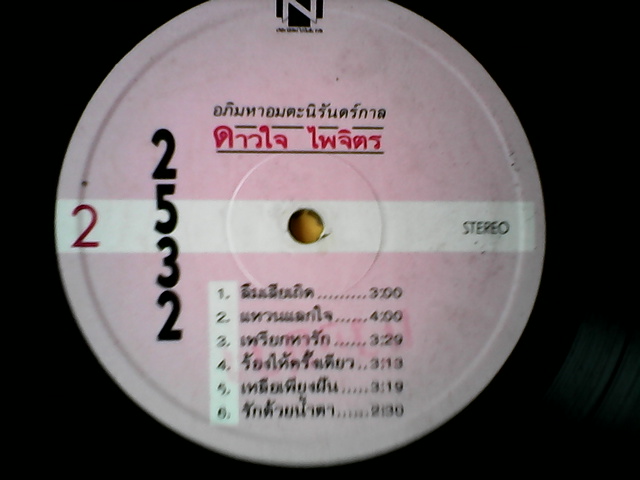 N
อภิมหาอมตะนิรันดร์กาล
ดาวใจ ไพจิตร
2532
2
STEREO
1. ลืมเสียเถิด.........3:00
2. แหวนแลกใจ......4:00
3. เพรียกหารัก......3:29
4. ร้องไห้ครั้งเดียว..3:13
5. เหลือเพียงฝัน.....3:19
6. รักด้วยน้ำตา......2:30